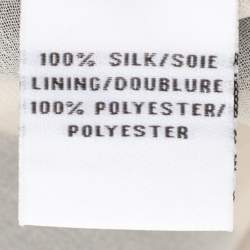 100% SILK/SOIE
LINING/DOUBLURE
100% POLYESTER/
POLYESTER